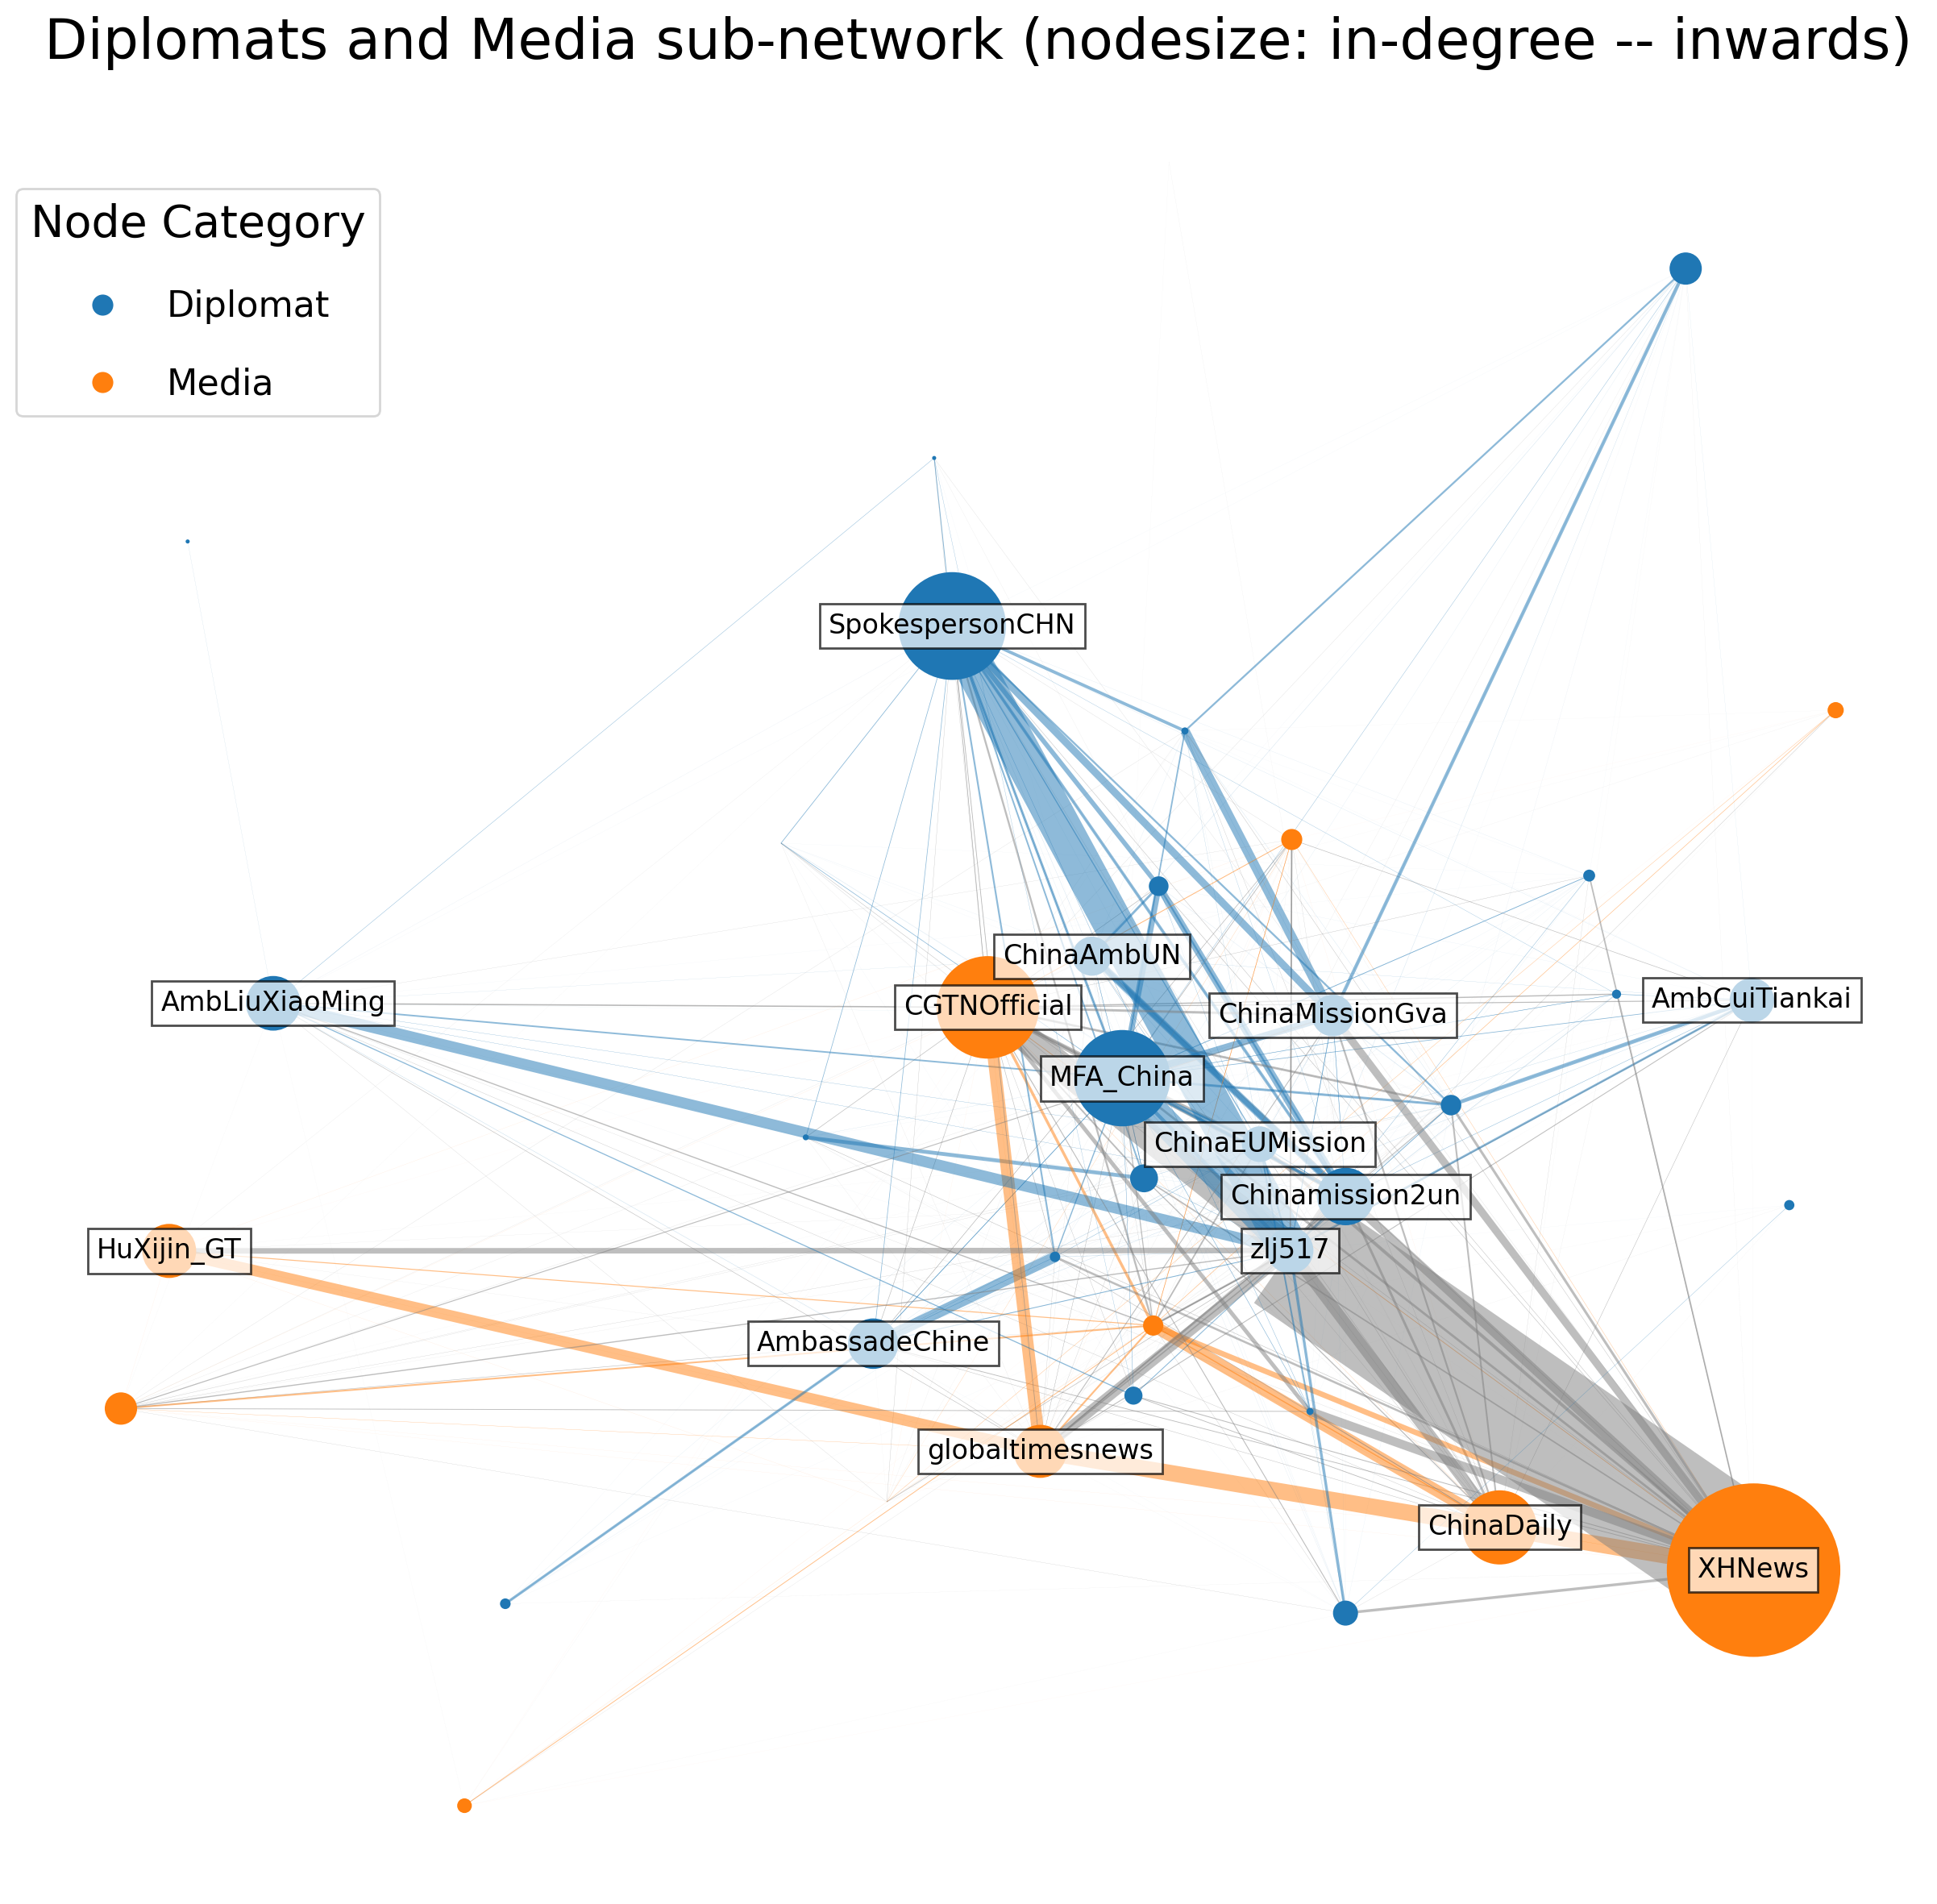 Diplomats and Media sub-network (nodesize: in-degree -- inwards)
Node Category
Diplomat
Media
SpokespersonCHN
ChinaAmbUN
AmbLiuXiaoMing
CGTNOfficial
ChinaMissionGva
AmbCuiTiankai
MFA_China
ChinaEUMission
Chinamission2un
HuXijin_GT
zlj517
AmbassadeChine
globaltimesnews
ChinaDaily
XHNews